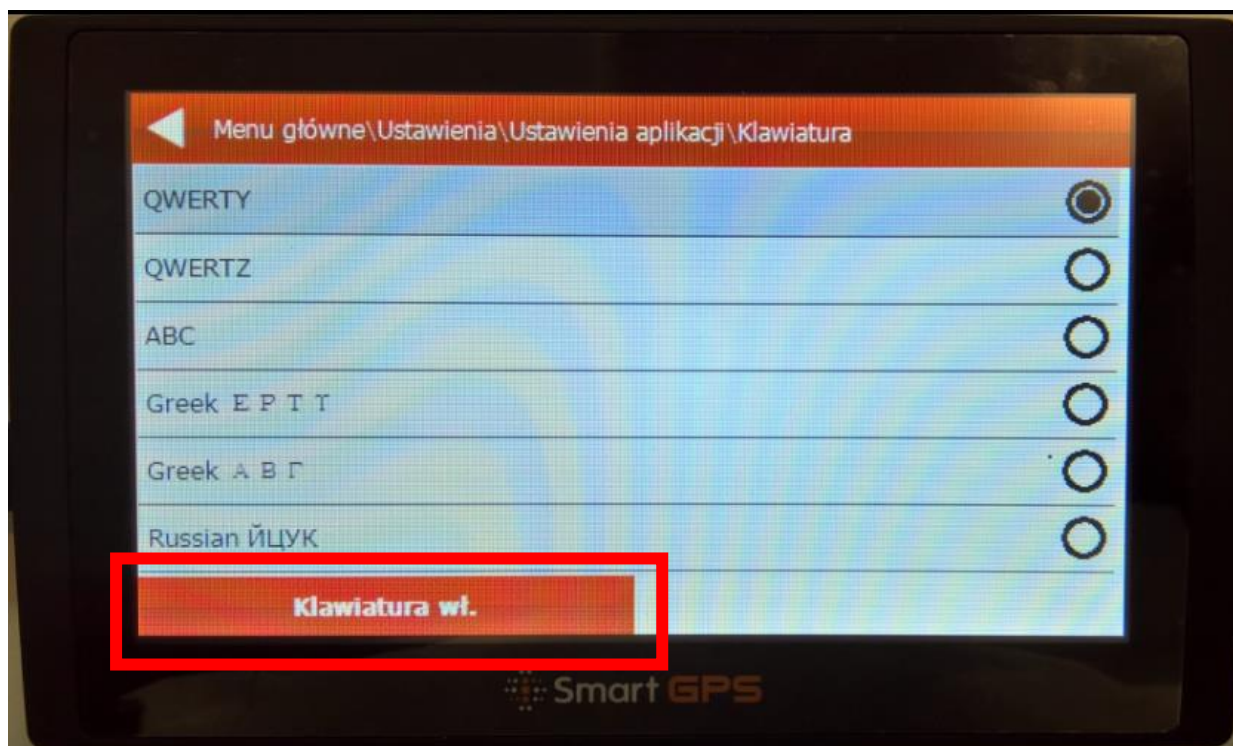 Menu główne\Ustawienia\Ustawienia aplikacji\Klawiatura
QWERTY
QWERTZ
ABC
Greek Ε Ρ Τ Υ
Greek Α Β Γ
Russian ЙЦУК
Klawiatura wł.
Smart GPS